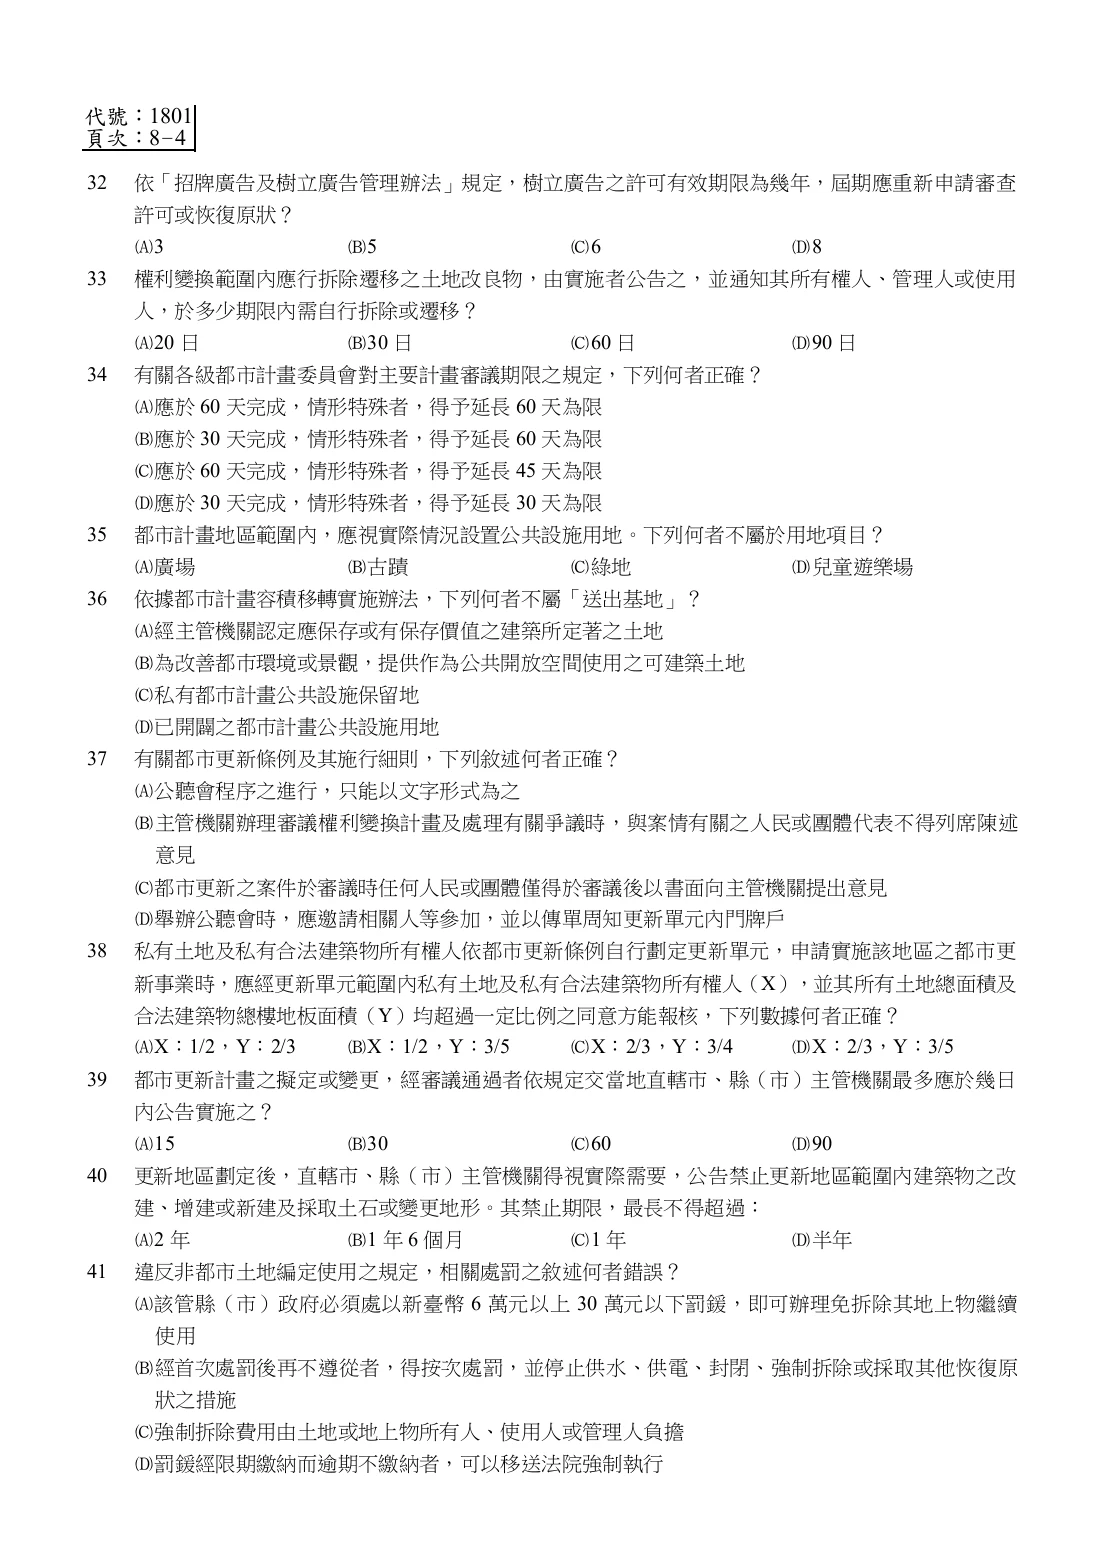 代號：1801
頁次：8－4
32 依「招牌廣告及樹立廣告管理辦法」規定，樹立廣告之許可有效期限為幾年，屆期應重新申請審查
許可或恢復原狀？
(A)3 (B)5 (C)6 (D)8
33 權利變換範圍內應行拆除遷移之土地改良物，由實施者公告之，並通知其所有權人、管理人或使用
人，於多少期限內需自行拆除或遷移？
(A)20 日 (B)30 日 (C)60 日 (D)90 日
34 有關各級都市計畫委員會對主要計畫審議期限之規定，下列何者正確？
(A)應於 60 天完成，情形特殊者，得予延長 60 天為限
(B)應於 30 天完成，情形特殊者，得予延長 60 天為限
(C)應於 60 天完成，情形特殊者，得予延長 45 天為限
(D)應於 30 天完成，情形特殊者，得予延長 30 天為限
35 都市計畫地區範圍內，應視實際情況設置公共設施用地。下列何者不屬於用地項目？
(A)廣場 (B)古蹟 (C)綠地 (D)兒童遊樂場
36 依據都市計畫容積移轉實施辦法，下列何者不屬「送出基地」？
(A)經主管機關認定應保存或有保存價值之建築所定著之土地
(B)為改善都市環境或景觀，提供作為公共開放空間使用之可建築土地
(C)私有都市計畫公共設施保留地
(D)已開闢之都市計畫公共設施用地
37 有關都市更新條例及其施行細則，下列敘述何者正確？
(A)公聽會程序之進行，只能以文字形式為之
(B)主管機關辦理審議權利變換計畫及處理有關爭議時，與案情有關之人民或團體代表不得列席陳述
意見
(C)都市更新之案件於審議時任何人民或團體僅得於審議後以書面向主管機關提出意見
(D)舉辦公聽會時，應邀請相關人等參加，並以傳單周知更新單元內門牌戶
38 私有土地及私有合法建築物所有權人依都市更新條例自行劃定更新單元，申請實施該地區之都市更
新事業時，應經更新單元範圍內私有土地及私有合法建築物所有權人（X），並其所有土地總面積及
合法建築物總樓地板面積（Y）均超過一定比例之同意方能報核，下列數據何者正確？
(A)X：1/2，Y：2/3 (B)X：1/2，Y：3/5 (C)X：2/3，Y：3/4 (D)X：2/3，Y：3/5
39 都市更新計畫之擬定或變更，經審議通過者依規定交當地直轄市、縣（市）主管機關最多應於幾日
內公告實施之？
(A)15 (B)30 (C)60 (D)90
40 更新地區劃定後，直轄市、縣（市）主管機關得視實際需要，公告禁止更新地區範圍內建築物之改
建、增建或新建及採取土石或變更地形。其禁止期限，最長不得超過：
(A)2 年 (B)1 年 6 個月 (C)1 年 (D)半年
41 違反非都市土地編定使用之規定，相關處罰之敘述何者錯誤？
(A)該管縣（市）政府必須處以新臺幣 6 萬元以上 30 萬元以下罰鍰，即可辦理免拆除其地上物繼續
使用
(B)經首次處罰後再不遵從者，得按次處罰，並停止供水、供電、封閉、強制拆除或採取其他恢復原
狀之措施
(C)強制拆除費用由土地或地上物所有人、使用人或管理人負擔
(D)罰鍰經限期繳納而逾期不繳納者，可以移送法院強制執行